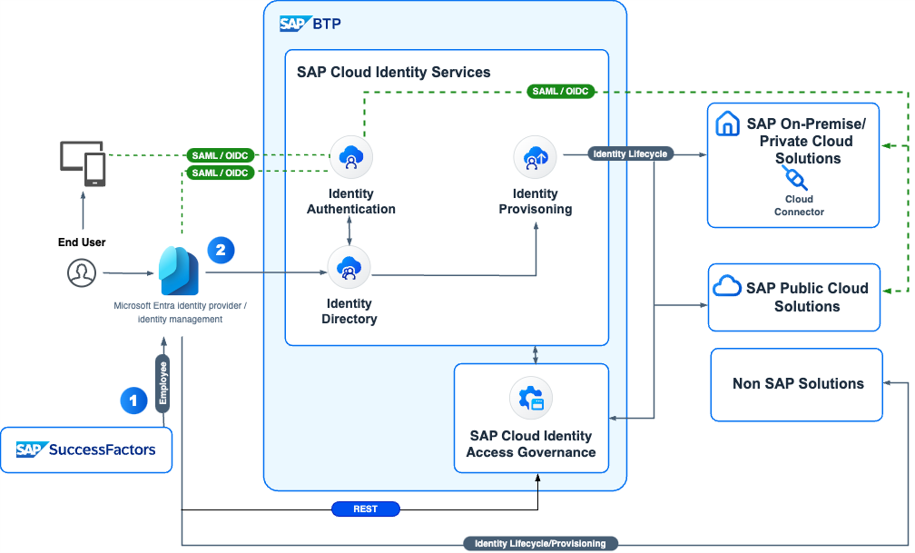 SAP BTP
SAP Cloud Identity Services
SAML / OIDC
SAML / OIDC
SAML / OIDC
Identity
Authentication
Identity
Provisoning
Identity Lifecycle
SAP On-Premise/
Private Cloud
Solutions
Cloud
Connector
End User
2
Microsoft Entra identity provider /
identity management
Identity
Directory
SAP Public Cloud
Solutions
Employee
1
Non SAP Solutions
SAP SuccessFactors
SAP Cloud Identity
Access Governance
REST
Identity Lifecycle/Provisioning